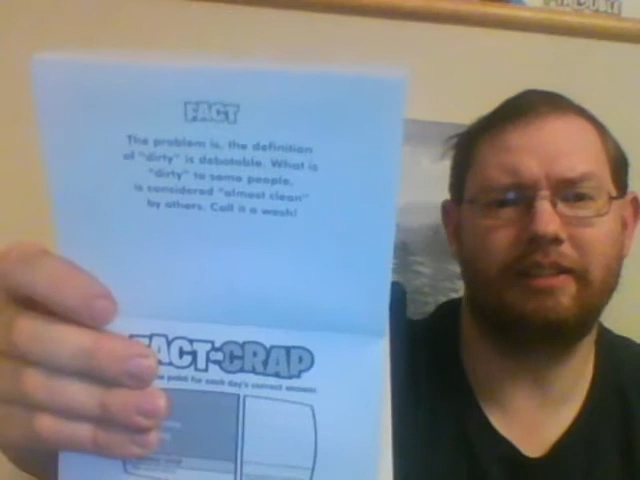 FACT
The problem is, the definition
of "dirty" is debatable. What is
"dirty" to some people,
is considered "almost clean"
by others. Call it a wash!
FACT-CRAP
point for each day's correct answer.